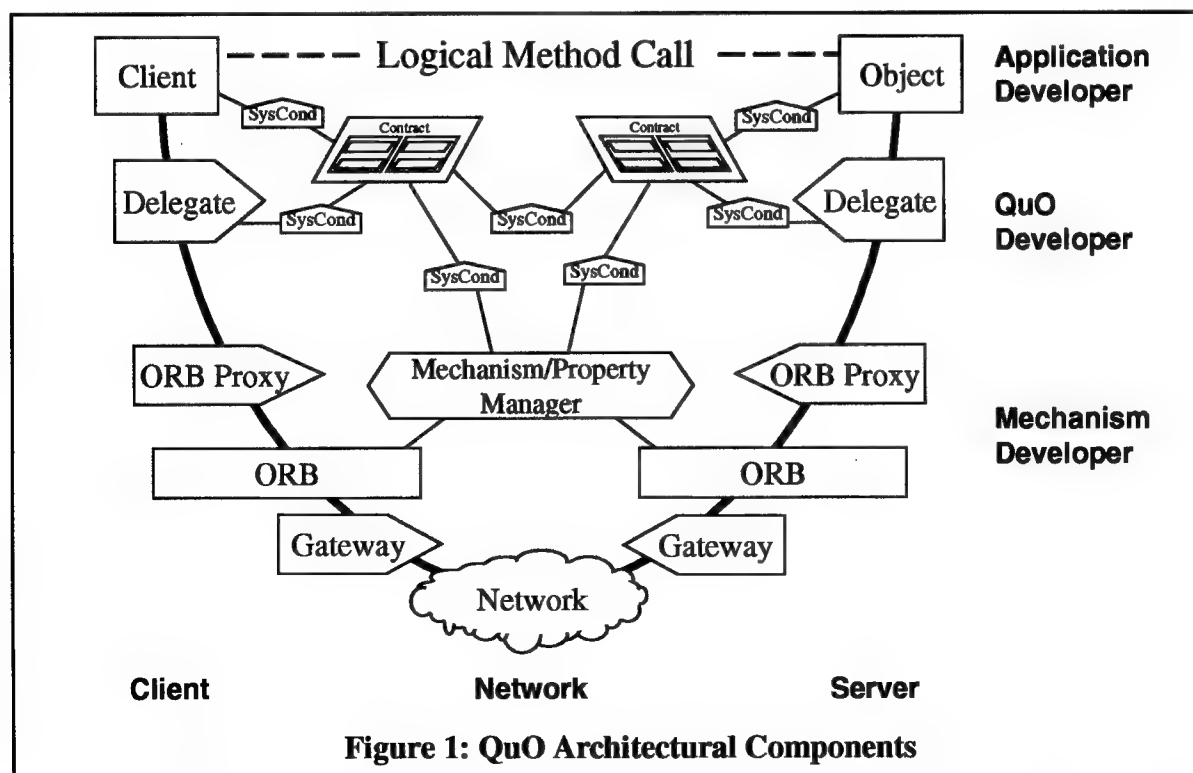 Logical Method Call
Client
Object
Application
Developer
SysCond
SysCond
Contract
Contract
Delegate
SysCond
SysCond
SysCond
Delegate
QuO
Developer
SysCond
SysCond
ORB Proxy
Mechanism/Property
Manager
ORB Proxy
Mechanism
Developer
ORB
ORB
Gateway
Gateway
Network
Client
Network
Server
Figure 1: QuO Architectural Components